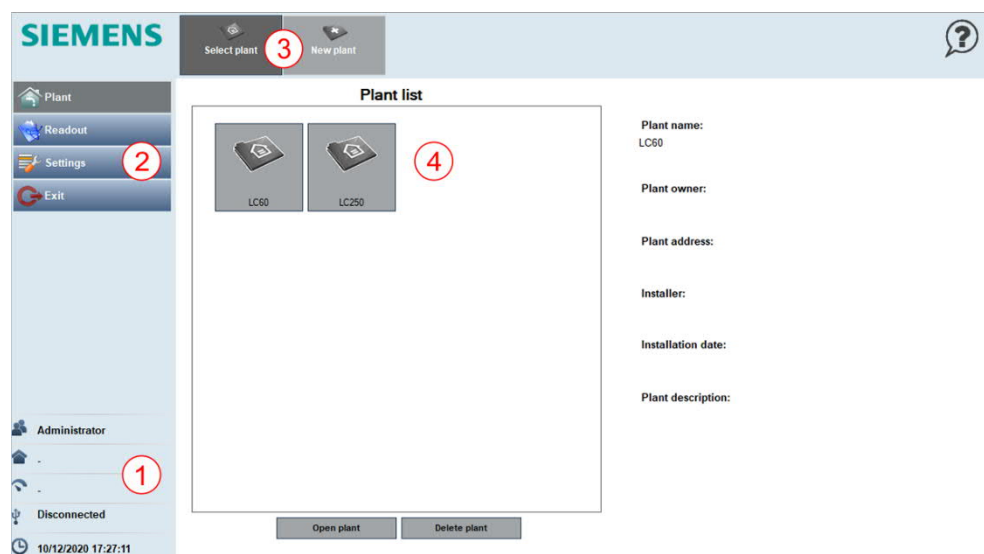 SIEMENS
Select plant
3
New plant
?
Plant
Readout
Settings
2
Exit
Plant list
4
LC60
LC250
Plant name:
LC60
Plant owner:
Plant address:
Installer:
Installation date:
Plant description:
Administrator
-
1
-
Disconnected
10/12/2020 17:27:11
Open plant
Delete plant